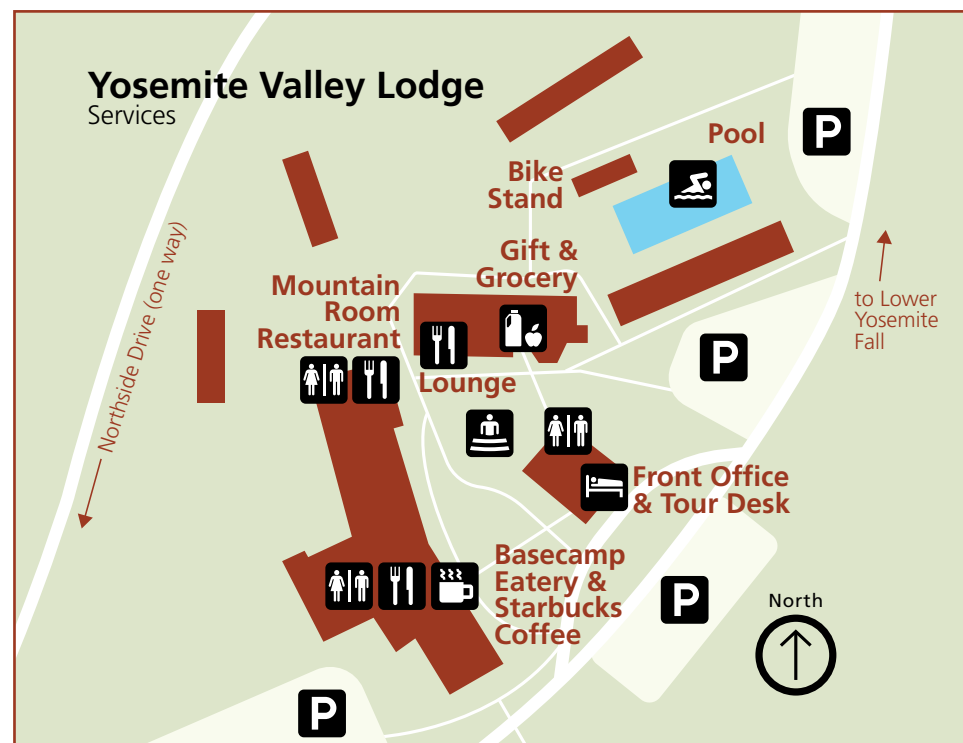 Yosemite Valley Lodge
Services
Pool
P
Bike
Stand
Gift &
Grocery
Mountain
Room
Restaurant
Northside Drive (one way)
to Lower
Yosemite
Fall
P
Lounge
Front Office
& Tour Desk
Basecamp
Eatery &
Starbucks
Coffee
P
North
P